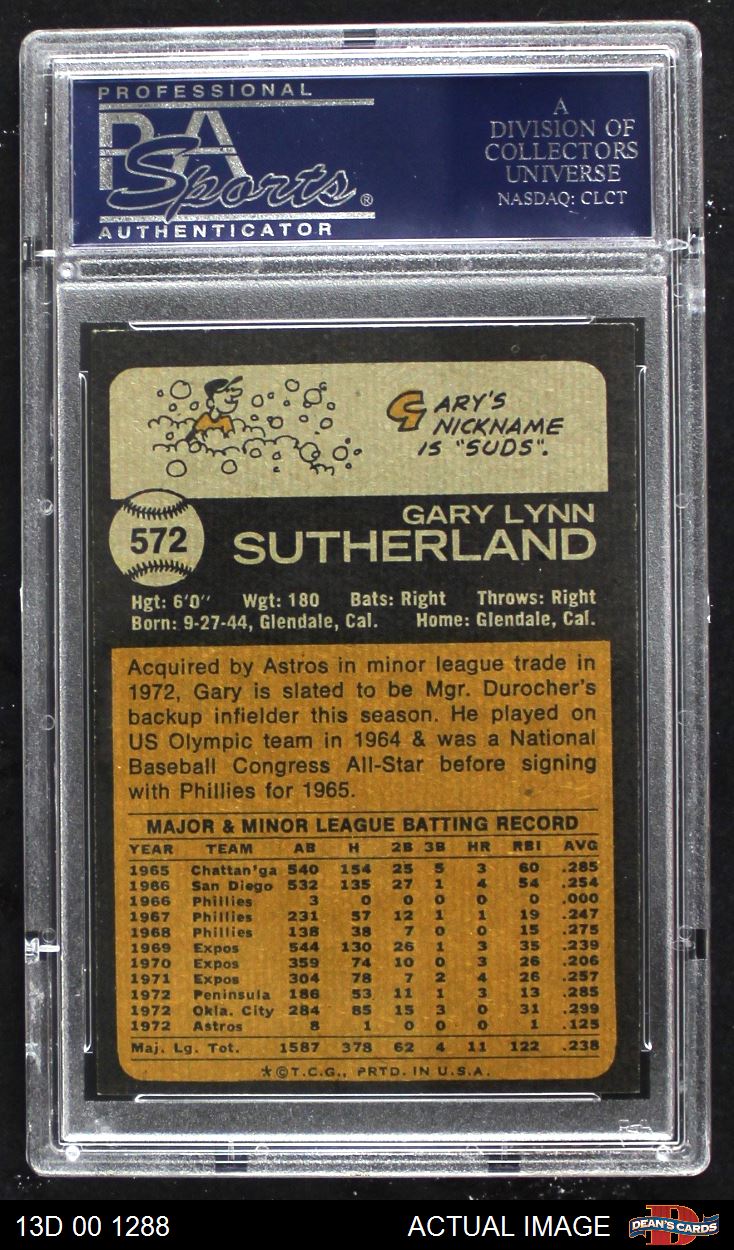 PROFESSIONAL
PSA
Sports®
AUTHENTICATOR
A
DIVISION OF
COLLECTORS
UNIVERSE
NASDAQ: CLCT
GARY'S
NICKNAME
IS "SUDS".
572
GARY LYNN
SUTHERLAND
Hgt: 6'0" Wgt: 180 Bats: Right Throws: Right
Born: 9-27-44, Glendale, Cal. Home: Glendale, Cal.
Acquired by Astros in minor league trade in
1972, Gary is slated to be Mgr. Durocher's
backup infielder this season. He played on
US Olympic team in 1964 & was a National
Baseball Congress All-Star before signing
with Phillies for 1965.
MAJOR & MINOR LEAGUE BATTING RECORD
YEAR TEAM AB H 2B 3B HR RBI AVG
1965 Chattan'ga 540 154 25 5 3 60 .285
1966 San Diego 532 135 27 1 4 54 .254
1966 Phillies 3 0 0 0 0 0 .000
1967 Phillies 231 57 12 1 1 19 .247
1968 Phillies 138 38 7 0 0 15 .275
1969 Expos 544 130 26 1 3 35 .239
1970 Expos 359 74 10 0 3 26 .206
1971 Expos 304 78 7 2 4 26 .257
1972 Peninsula 186 53 11 1 3 13 .285
1972 Okla. City 284 85 15 3 0 31 .299
1972 Astros 8 1 0 0 0 1 .125
Maj. Lg. Tot. 1587 378 62 4 11 122 .238
*©T.C.G., PRTD. IN U.S.A.
13D 00 1288
ACTUAL IMAGE
D
DEAN'S CARDS